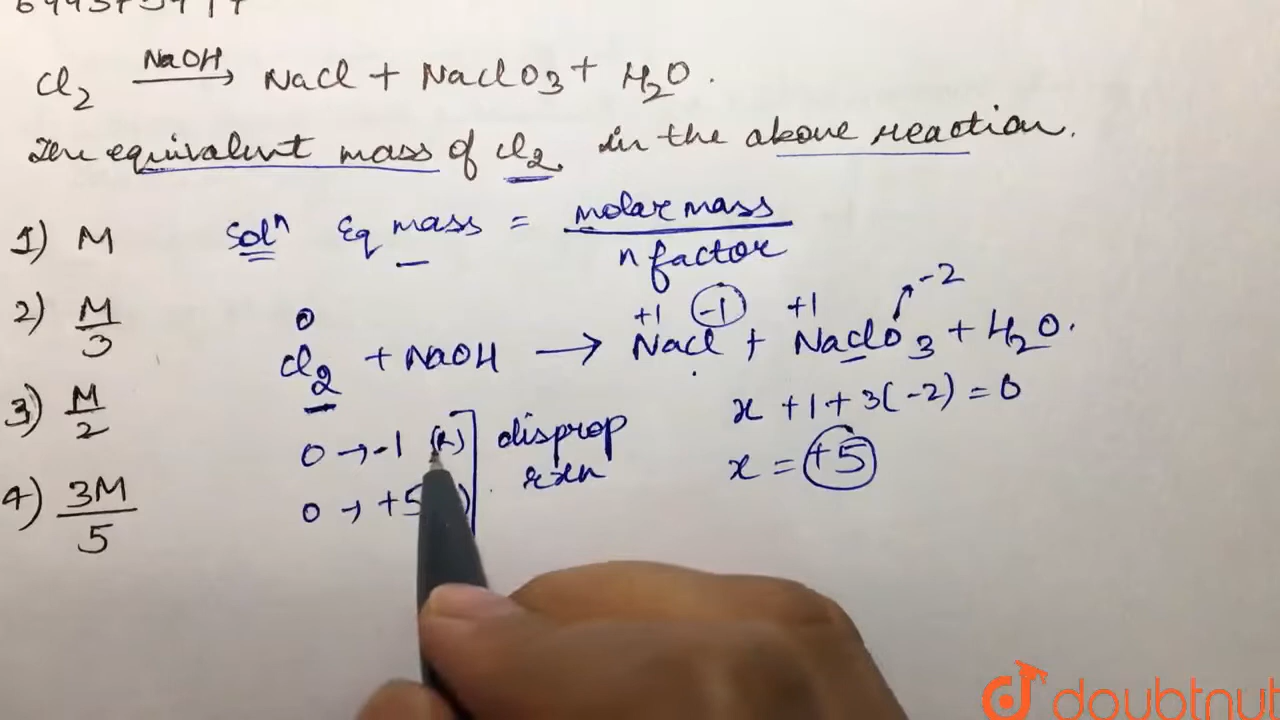 Cl2 NaOH → NaCl + NaClO3 + H2O.
The equivalent mass of Cl2 in the above reaction.
1) M
Solⁿ Eq mass = molar mass / n factor
2) M/3
0 +1 -1 +1 -2
Cl2 + NaOH → NaCl + NaClO3 + H2O.
3) M/2
x + 1 + 3(-2) = 0
0 → -1 (R) disprop
x = +5
rxn
4) 3M/5
0 → +5
doubtnut